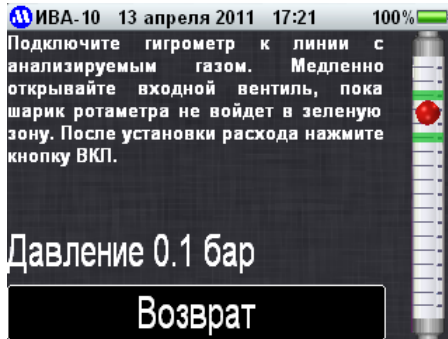 ИВА-10 13 апреля 2011 17:21 100%
Подключите гигрометр к линии с
анализируемым газом. Медленно
открывайте входной вентиль, пока
шарик ротаметра не войдет в зеленую
зону. После установки расхода нажмите
кнопку ВКЛ.
Давление 0.1 бар
Возврат